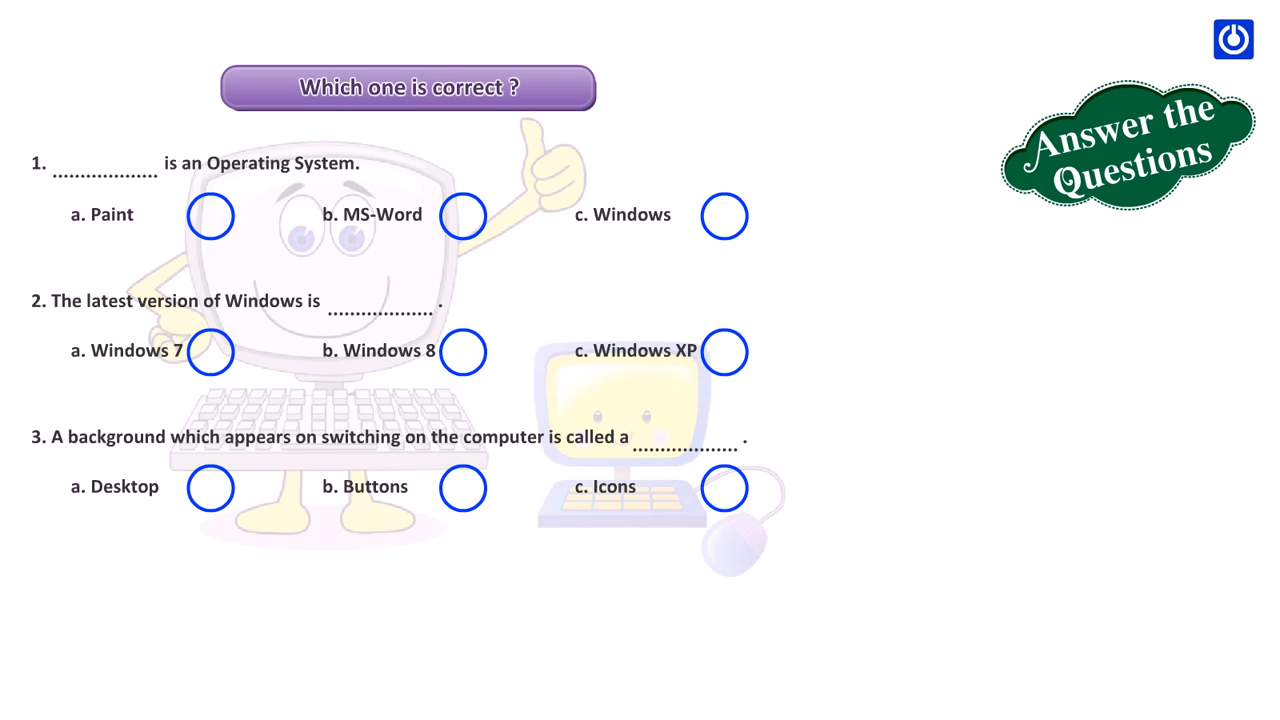 Which one is correct ?
Answer the
Questions
1. ................... is an Operating System.
a. Paint b. MS-Word c. Windows
2. The latest version of Windows is ................... .
a. Windows 7 b. Windows 8 c. Windows XP
3. A background which appears on switching on the computer is called a ................... .
a. Desktop b. Buttons c. Icons